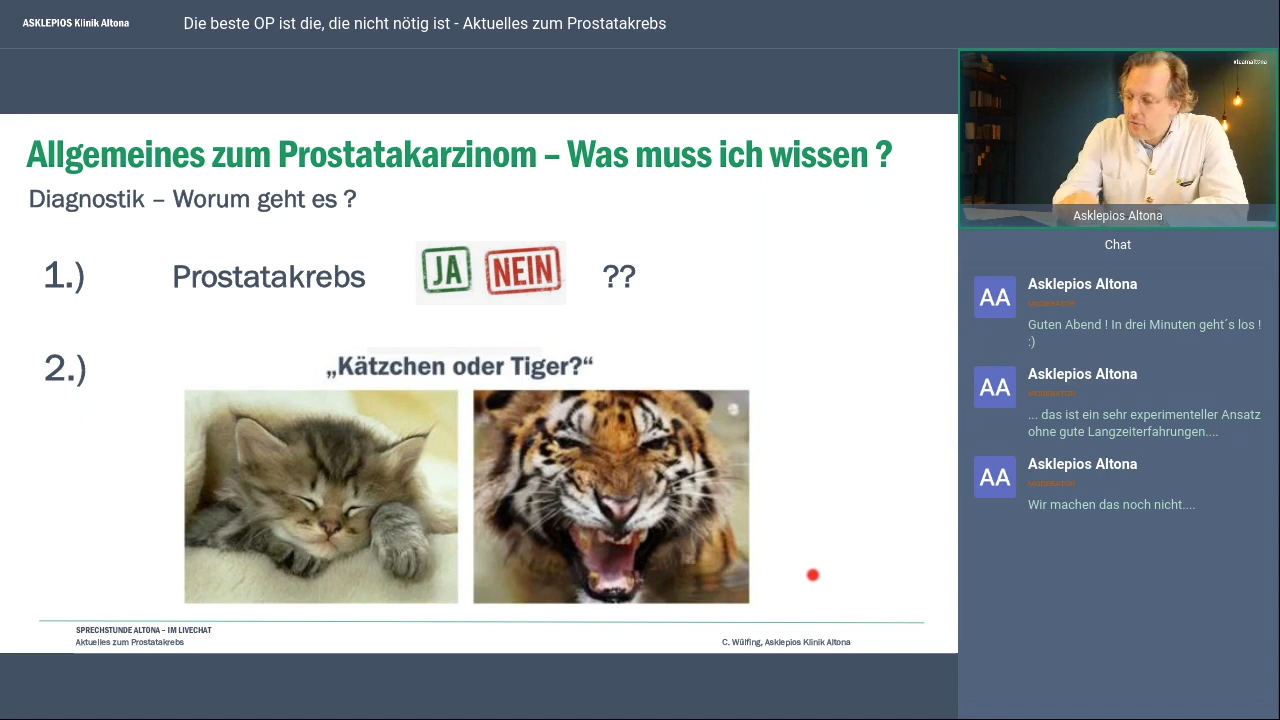 ASKLEPIOS Klinik Altona
Die beste OP ist die, die nicht nötig ist - Aktuelles zum Prostatakrebs
Allgemeines zum Prostatakarzinom – Was muss ich wissen ?
Diagnostik – Worum geht es ?
1.) Prostatakrebs JA NEIN ??
2.) „Kätzchen oder Tiger?“
SPRECHSTUNDE ALTONA – IM LIVECHAT
Aktuelles zum Prostatakrebs
C. Wülfing, Asklepios Klinik Altona
#teamaltona
Asklepios Altona
Chat
AA
Asklepios Altona
MODERATOR
Guten Abend ! In drei Minuten geht´s los !
:)
AA
Asklepios Altona
MODERATOR
... das ist ein sehr experimenteller Ansatz
ohne gute Langzeiterfahrungen....
AA
Asklepios Altona
MODERATOR
Wir machen das noch nicht....